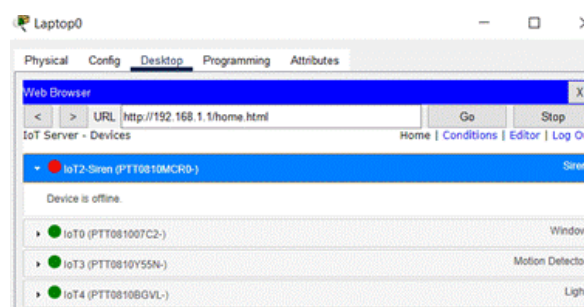 Laptop0
Physical Config Desktop Programming Attributes
Web Browser X
< > URL http://192.168.1.1/home.html Go Stop
IoT Server - Devices Home | Conditions | Editor | Log O
IoT2-Siren (PTT0810MCR0-) Siren
Device is offline.
IoT0 (PTT081007C2-) Window
IoT3 (PTT0810Y55N-) Motion Detecto
IoT4 (PTT0810BGVL-) Ligh